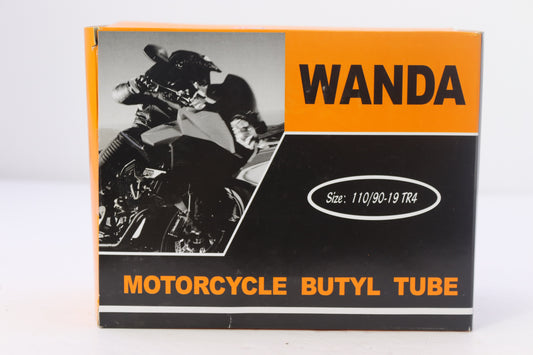 WANDA
Size: 110/90-19 TR4
MOTORCYCLE BUTYL TUBE